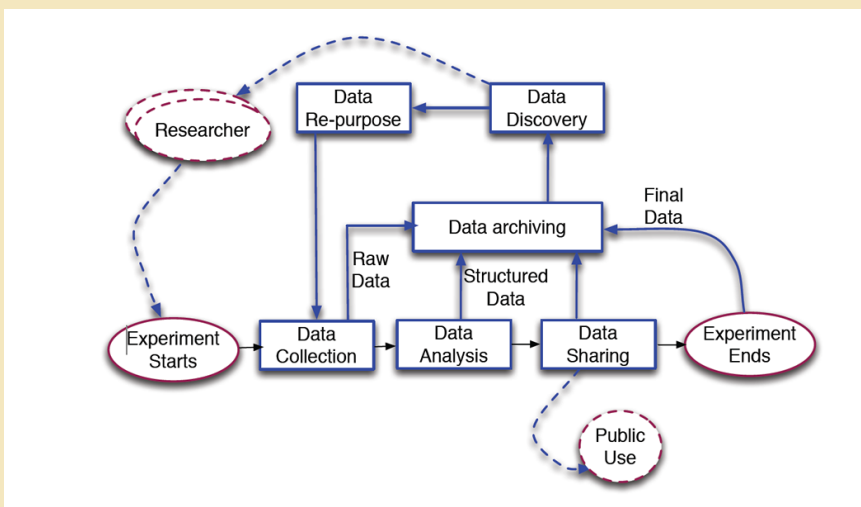 Data
Re-purpose
Data
Discovery
Researcher
Final
Data
Data archiving
Raw
Data
Structured
Data
Experiment
Starts
Data
Collection
Data
Analysis
Data
Sharing
Experiment
Ends
Public
Use